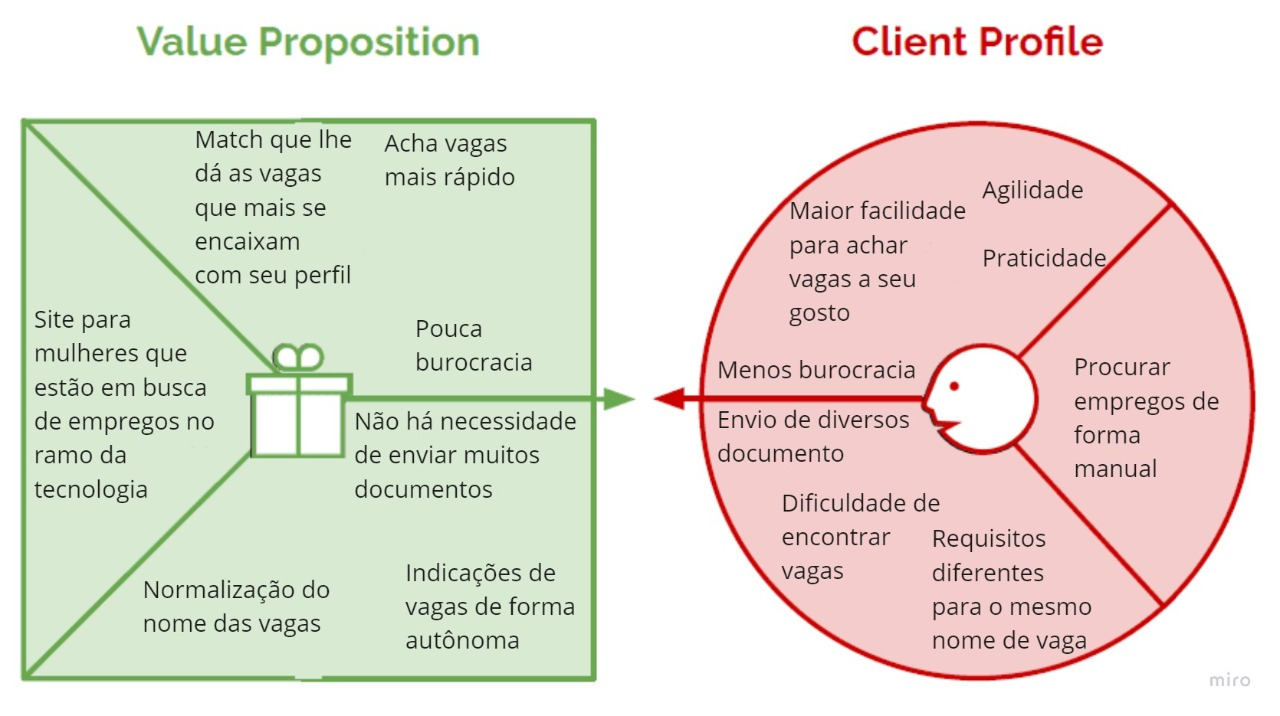 Value Proposition
Match que lhe
dá as vagas
que mais se
encaixam
com seu perfil
Acha vagas
mais rápido
Site para
mulheres que
estão em busca
de empregos no
ramo da
tecnologia
Pouca
burocracia
Não há necessidade
de enviar muitos
documentos
Normalização do
nome das vagas
Indicações de
vagas de forma
autônoma
Client Profile
Maior facilidade
para achar
vagas a seu
gosto
Agilidade
Praticidade
Menos burocracia
Procurar
empregos de
forma
manual
Envio de diversos
documento
Dificuldade de
encontrar
vagas
Requisitos
diferentes
para o mesmo
nome de vaga
miro